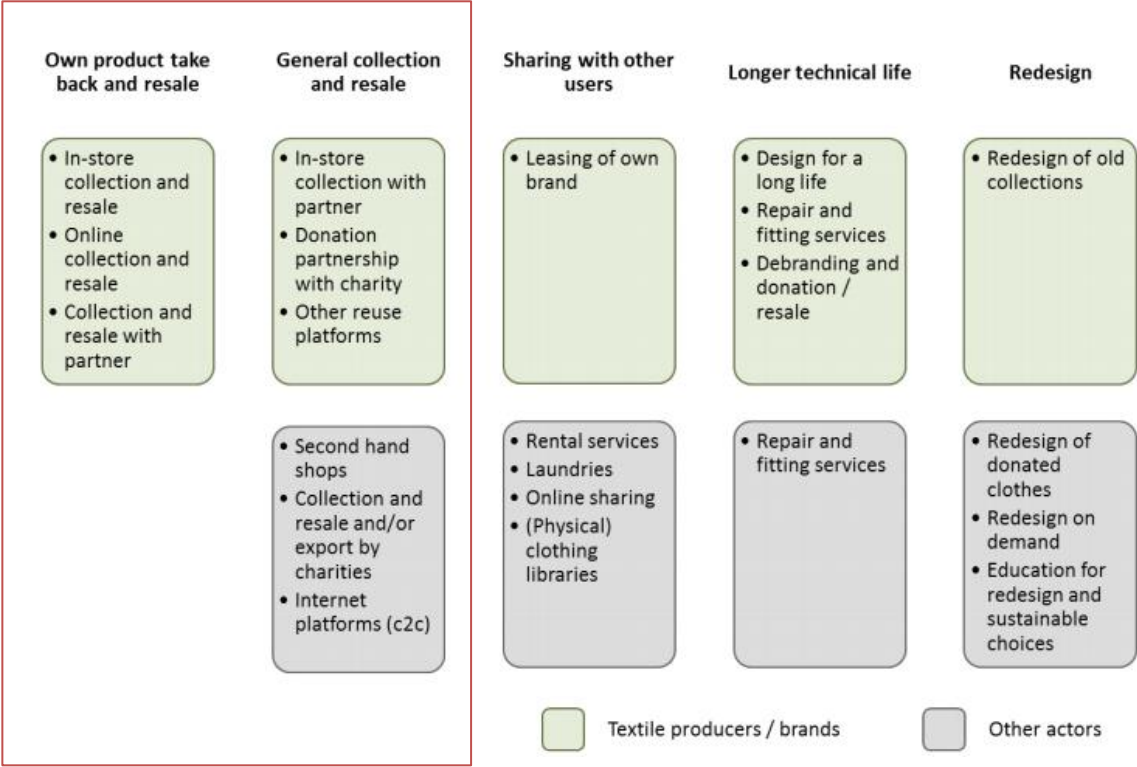 Own product take
back and resale
General collection
and resale
Sharing with other
users
Longer technical life
Redesign
• In-store
collection and
resale
• Online
collection and
resale
• Collection and
resale with
partner
• In-store
collection with
partner
• Donation
partnership
with charity
• Other reuse
platforms
• Leasing of own
brand
• Design for a
long life
• Repair and
fitting services
• Debranding and
donation /
resale
• Redesign of old
collections
• Second hand
shops
• Collection and
resale and/or
export by
charities
• Internet
platforms (c2c)
• Rental services
• Laundries
• Online sharing
• (Physical)
clothing
libraries
• Repair and
fitting services
• Redesign of
donated
clothes
• Redesign on
demand
• Education for
redesign and
sustainable
choices
Textile producers / brands
Other actors